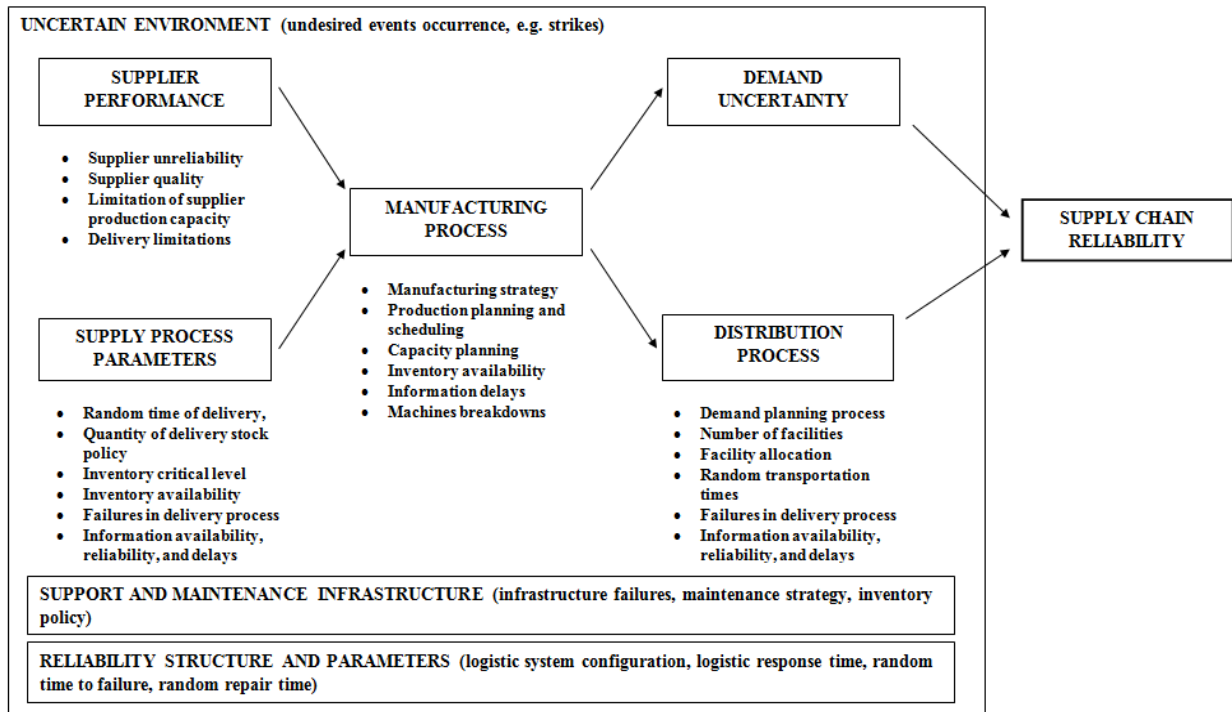 UNCERTAIN ENVIRONMENT (undesired events occurrence, e.g. strikes)
SUPPLIER
PERFORMANCE
• Supplier unreliability
• Supplier quality
• Limitation of supplier
production capacity
• Delivery limitations
SUPPLY PROCESS
PARAMETERS
• Random time of delivery,
• Quantity of delivery stock
policy
• Inventory critical level
• Inventory availability
• Failures in delivery process
• Information availability,
reliability, and delays
MANUFACTURING
PROCESS
• Manufacturing strategy
• Production planning and
scheduling
• Capacity planning
• Inventory availability
• Information delays
• Machines breakdowns
DEMAND
UNCERTAINTY
DISTRIBUTION
PROCESS
• Demand planning process
• Number of facilities
• Facility allocation
• Random transportation
times
• Failures in delivery process
• Information availability,
reliability, and delays
SUPPLY CHAIN
RELIABILITY
SUPPORT AND MAINTENANCE INFRASTRUCTURE (infrastructure failures, maintenance strategy, inventory
policy)
RELIABILITY STRUCTURE AND PARAMETERS (logistic system configuration, logistic response time, random
time to failure, random repair time)